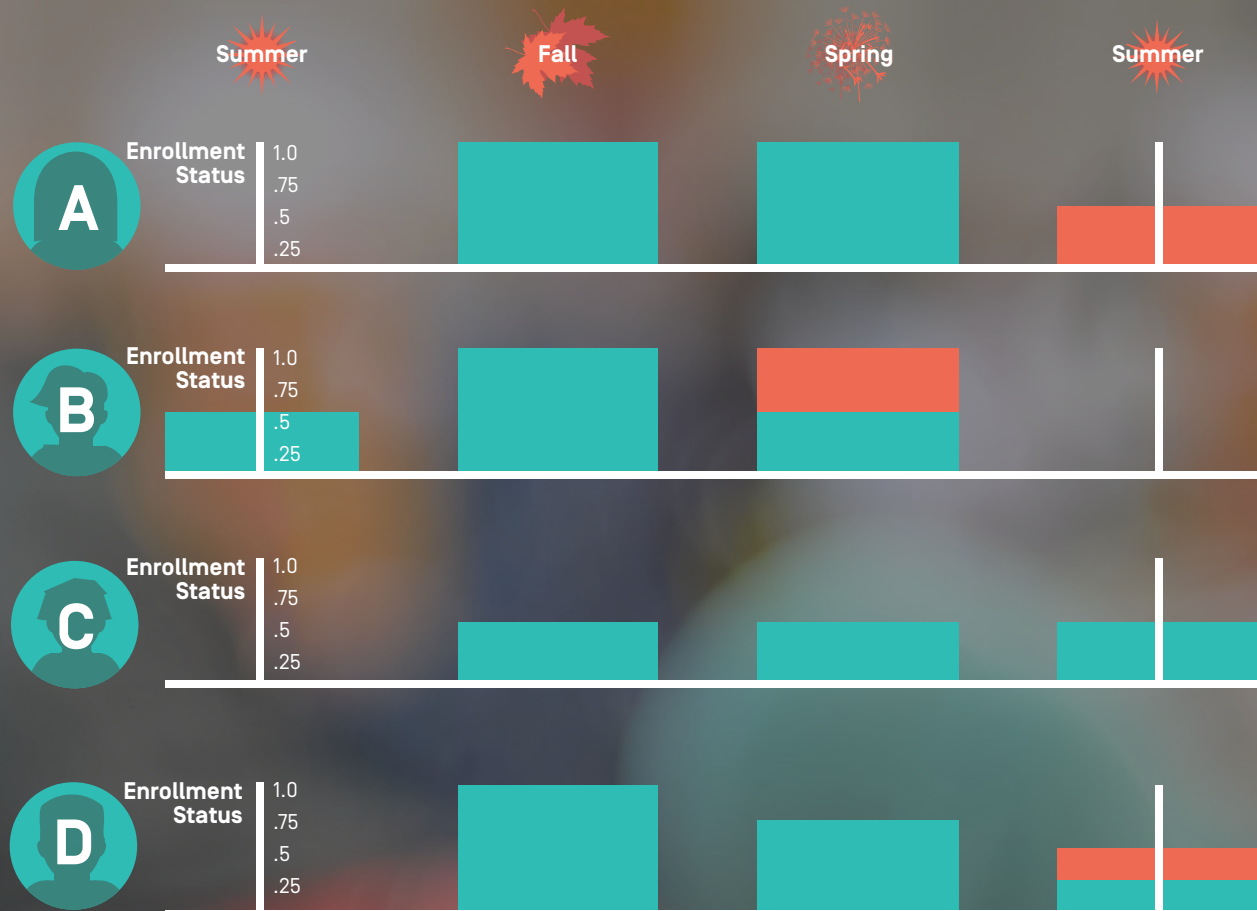 Summer
Fall
Spring
Summer
A
Enrollment
Status
1.0
.75
.5
.25
B
Enrollment
Status
1.0
.75
.5
.25
C
Enrollment
Status
1.0
.75
.5
.25
D
Enrollment
Status
1.0
.75
.5
.25